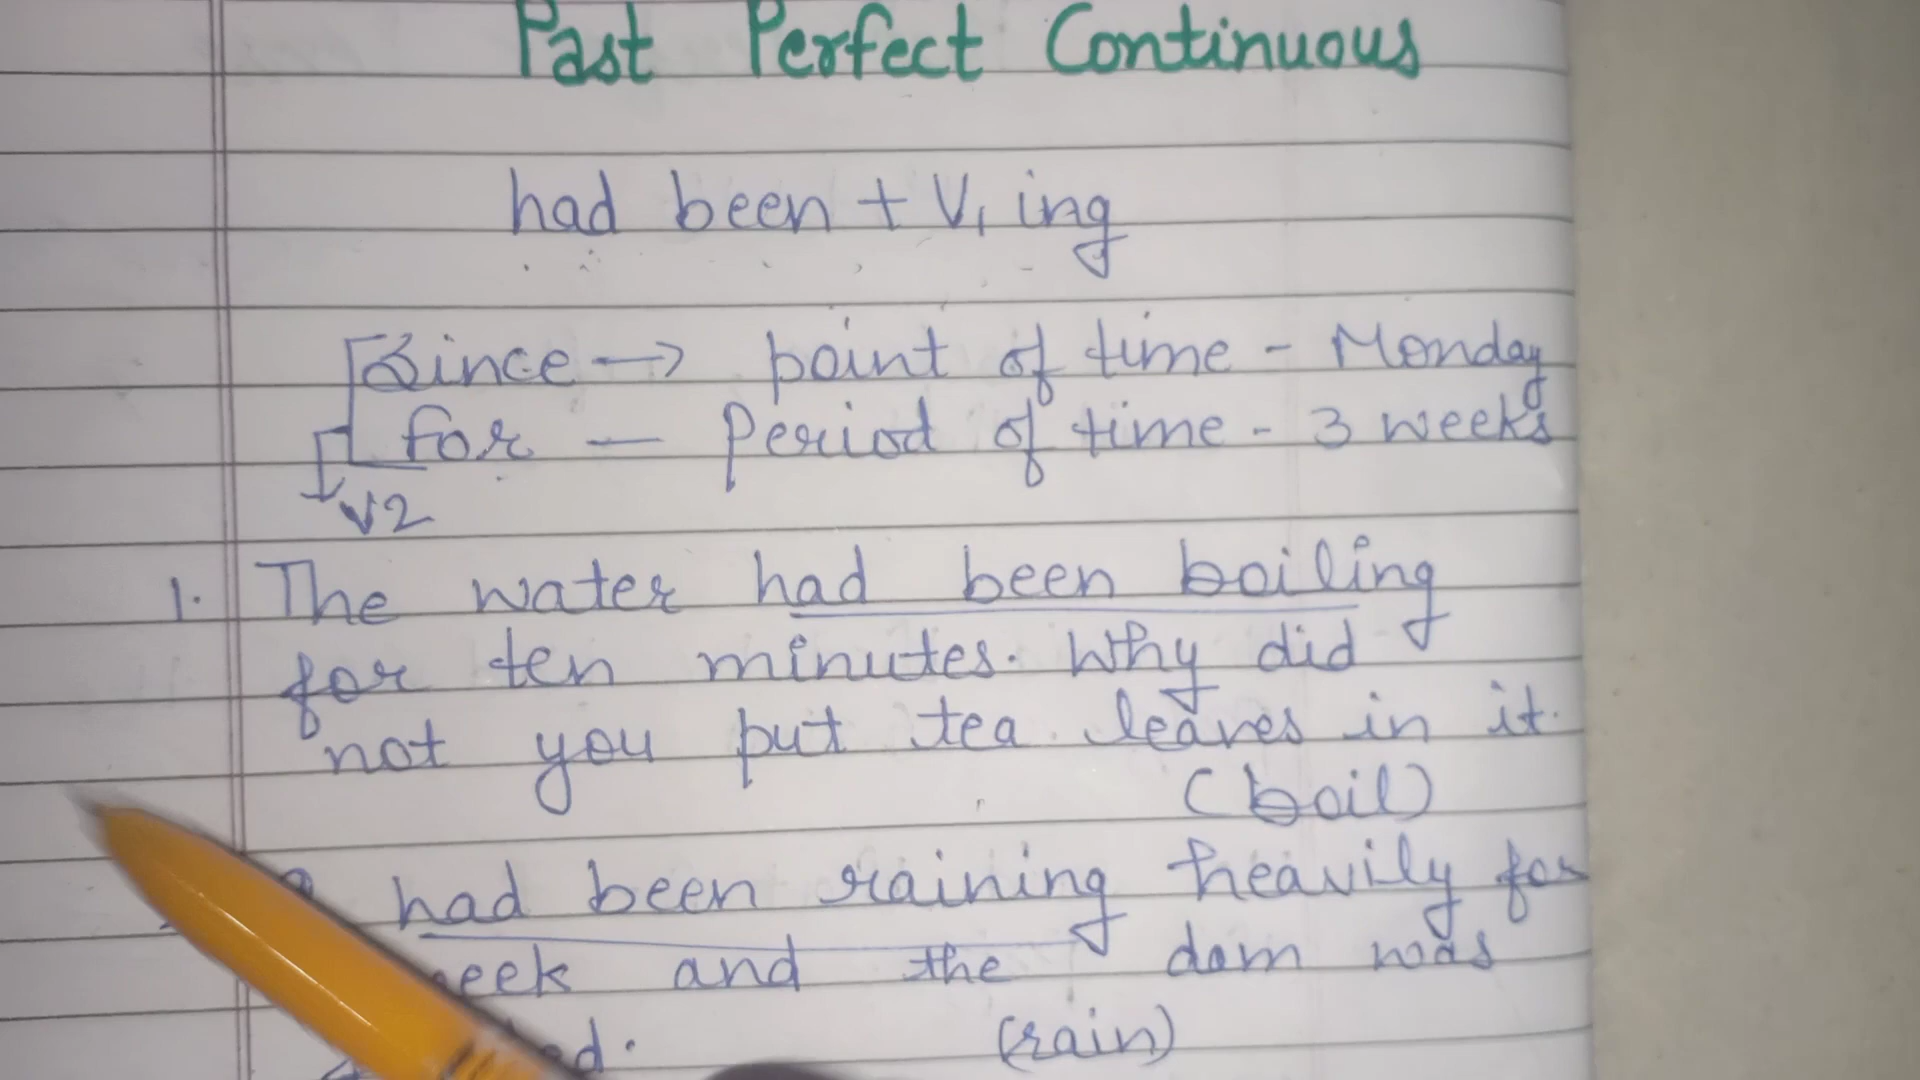 Past Perfect Continuous
had been + V1 ing
Since → point of time - Monday
for — Period of time - 3 weeks
V2
1. The water had been boiling
for ten minutes. Why did
not you put tea leaves in it.
(boil)
had been raining heavily for
and the dam was
(rain)